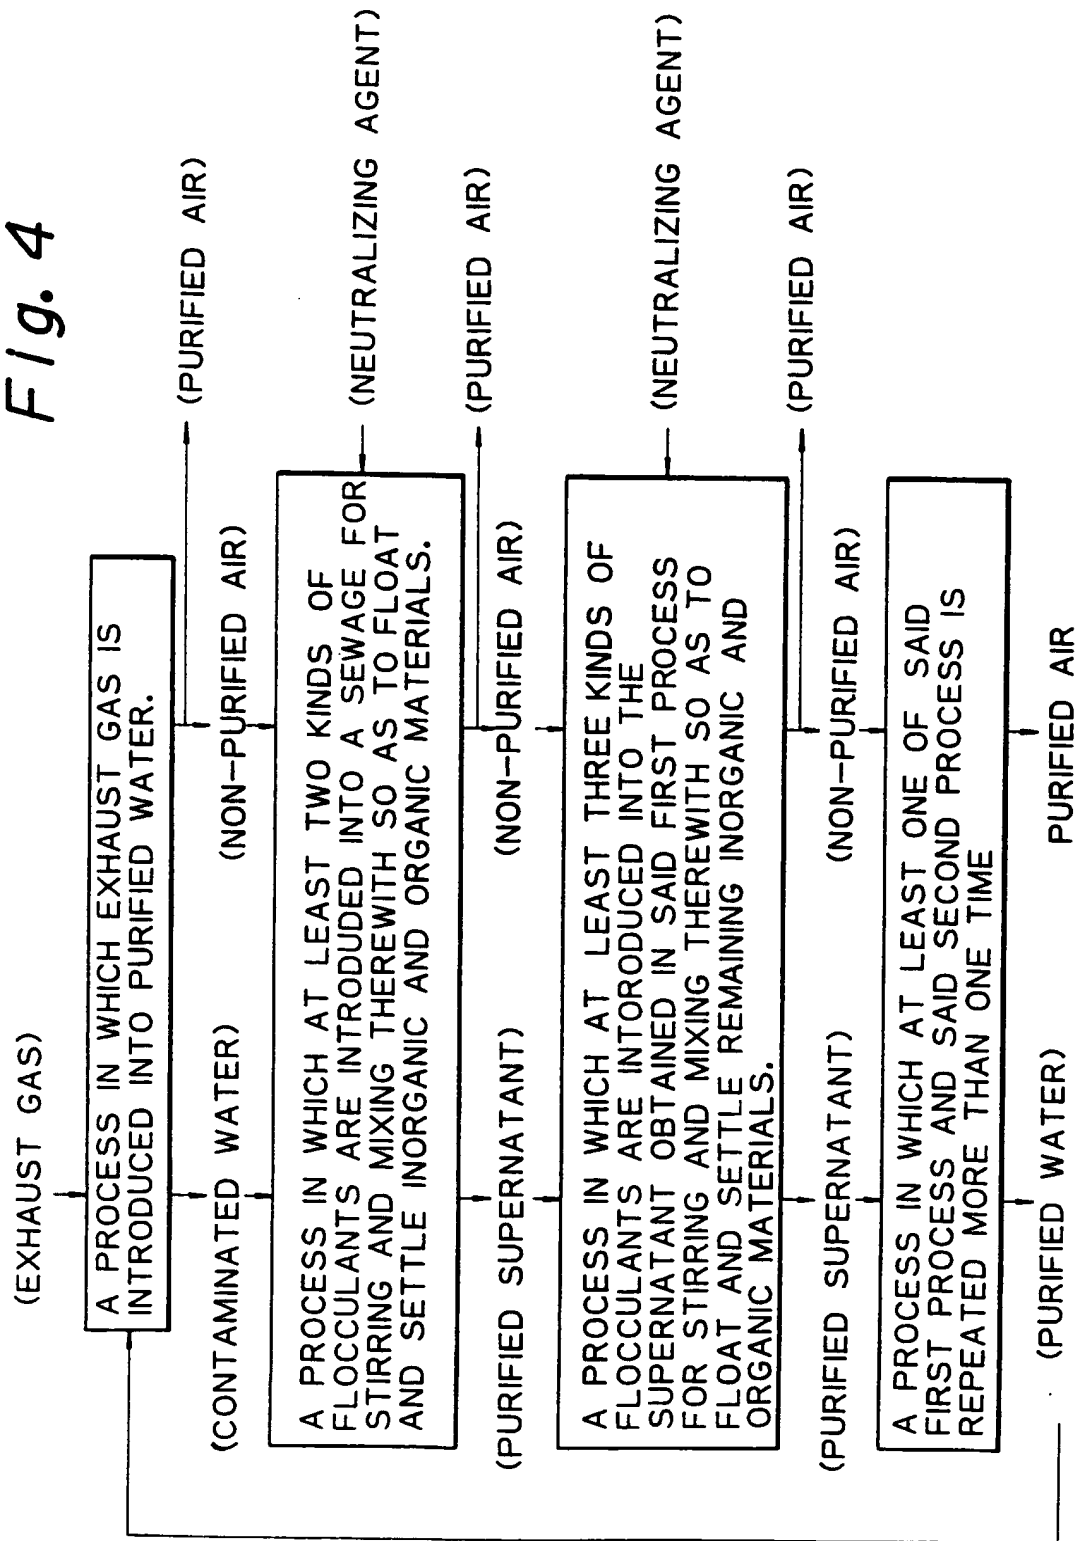 Fig. 4
(EXHAUST GAS)
A PROCESS IN WHICH EXHAUST GAS IS
INTRODUCED INTO PURIFIED WATER.
(PURIFIED AIR)
(CONTAMINATED WATER)
(NON-PURIFIED AIR)
A PROCESS IN WHICH AT LEAST TWO KINDS OF
FLOCCULANTS ARE INTRODUDED INTO A SEWAGE FOR
STIRRING AND MIXING THEREWITH SO AS TO FLOAT
AND SETTLE INORGANIC AND ORGANIC MATERIALS.
(NEUTRALIZING AGENT)
(PURIFIED AIR)
(PURIFIED SUPERNATANT)
(NON-PURIFIED AIR)
A PROCESS IN WHICH AT LEAST THREE KINDS OF
FLOCCULANTS ARE INTORODUCED INTO THE
SUPERNATANT OBTAINED IN SAID FIRST PROCESS
FOR STIRRING AND MIXING THEREWITH SO AS TO
FLOAT AND SETTLE REMAINING INORGANIC AND
ORGANIC MATERIALS.
(NEUTRALIZING AGENT)
(PURIFIED AIR)
(PURIFIED SUPERNATANT)
(NON-PURIFIED AIR)
A PROCESS IN WHICH AT LEAST ONE OF SAID
FIRST PROCESS AND SAID SECOND PROCESS IS
REPEATED MORE THAN ONE TIME
(PURIFIED WATER)
PURIFIED AIR